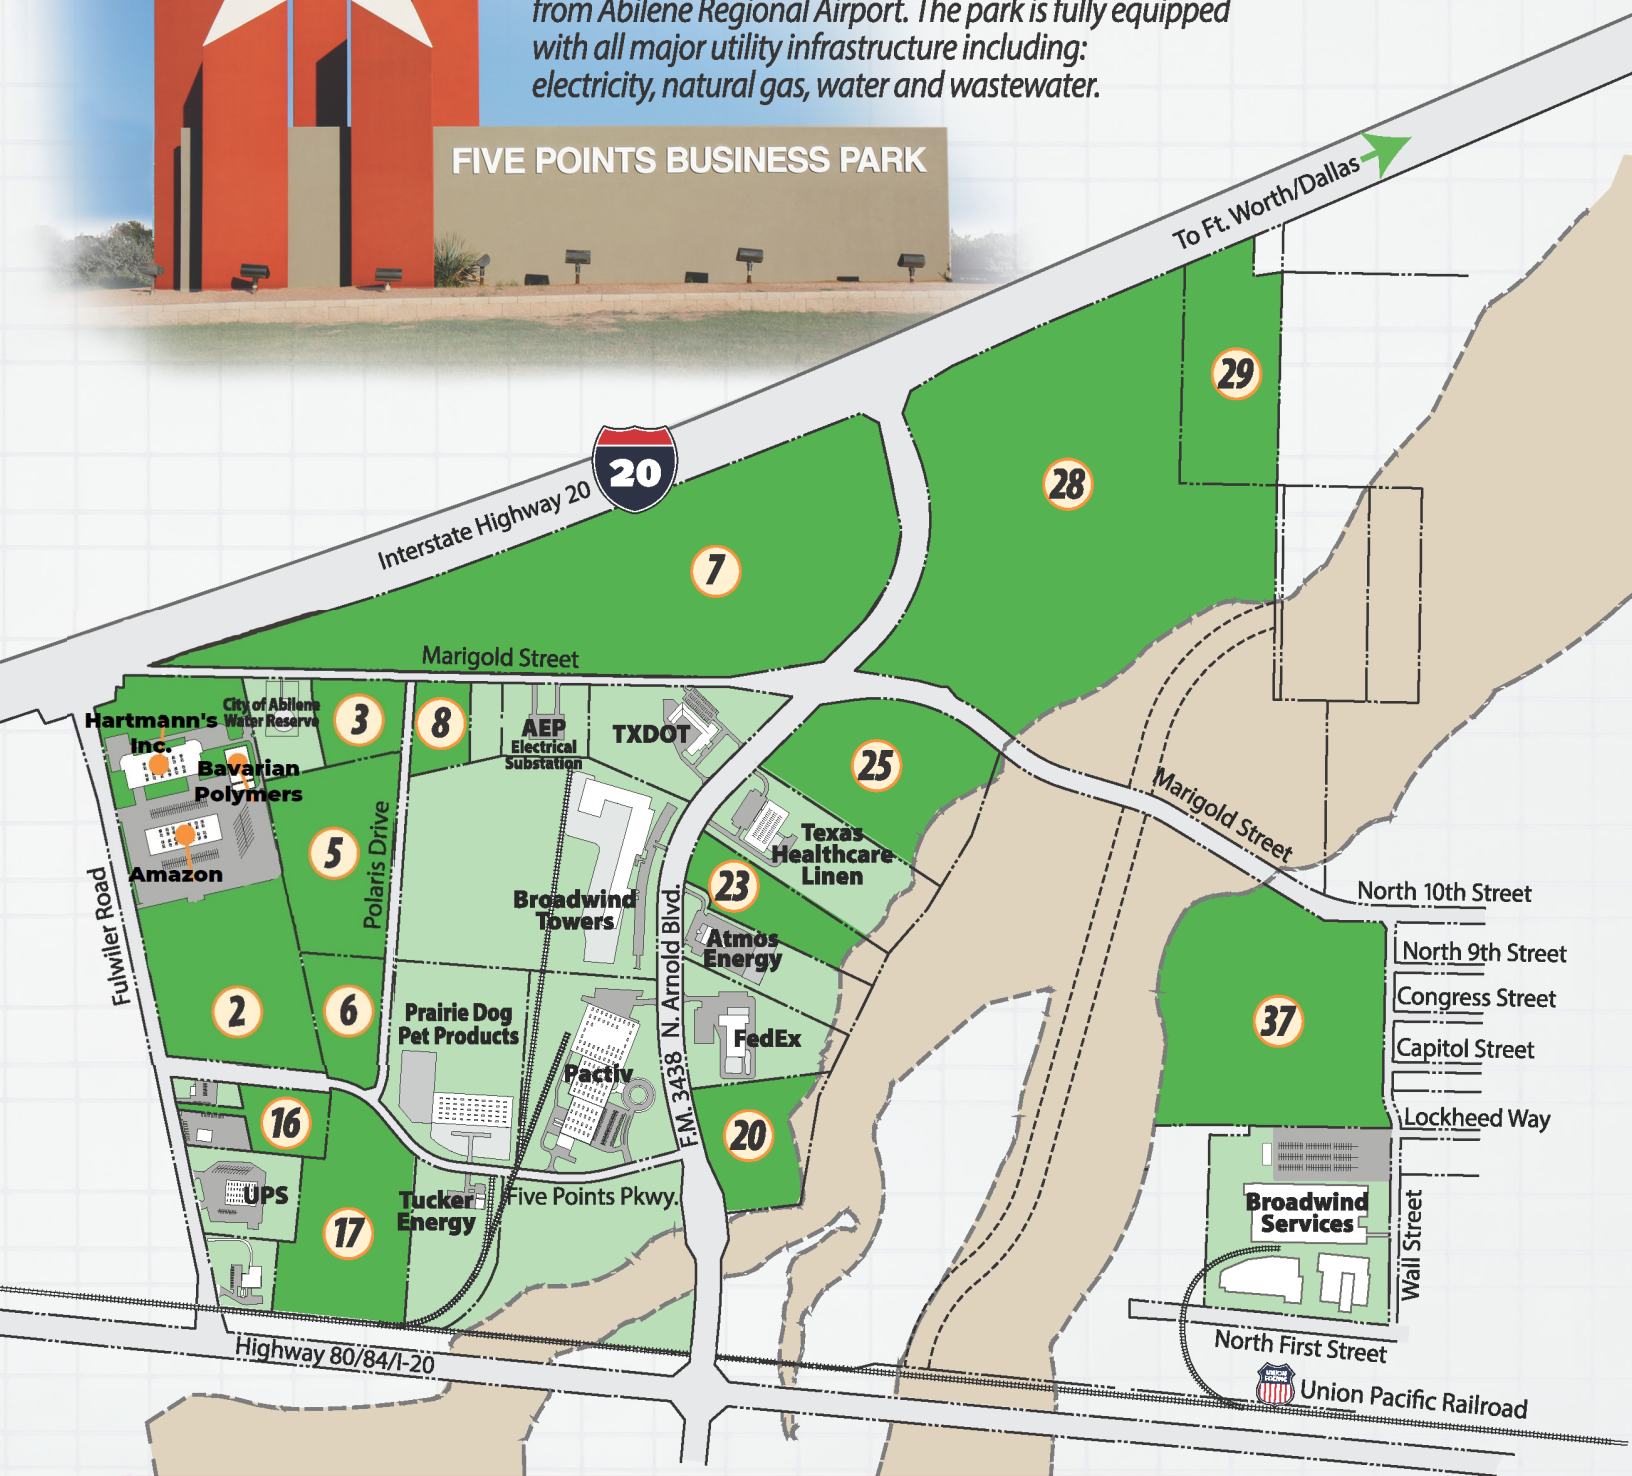 from Abilene Regional Airport. The park is fully equipped
with all major utility infrastructure including:
electricity, natural gas, water and wastewater.
FIVE POINTS BUSINESS PARK
To Ft. Worth/Dallas
29
28
20
Interstate Highway 20
7
Marigold Street
City of Abilene
Water Reserve
Hartmann's
Inc.
3
8
AEP
Electrical
Substation
TXDOT
25
Bavarian
Polymers
Marigold Street
Texas
Healthcare
Linen
5
Polaris Drive
Amazon
23
Broadwind
Towers
Fulwiler Road
N. Arnold Blvd.
Atmos
Energy
North 10th Street
North 9th Street
Congress Street
2
6
Prairie Dog
Pet Products
FedEx
37
Capitol Street
Pactiv
F.M. 3438
16
20
Lockheed Way
UPS
Tucker
Energy
Five Points Pkwy.
17
Broadwind
Services
Wall Street
North First Street
Highway 80/84/I-20
UNION
PACIFIC
Union Pacific Railroad